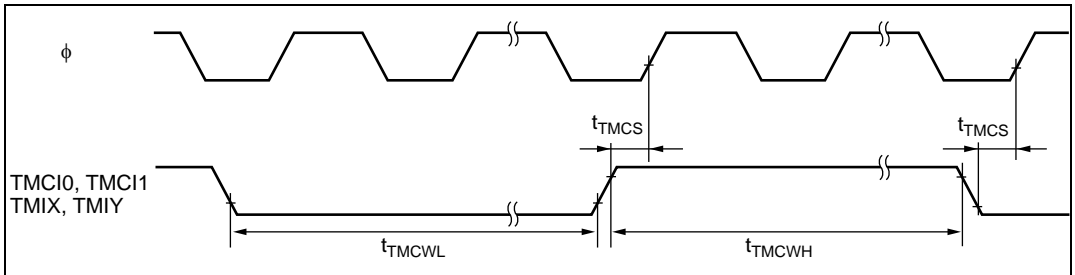 ϕ
tTMCS
tTMCS
TMCI0, TMCI1
TMIX, TMIY
tTMCWL
tTMCWH